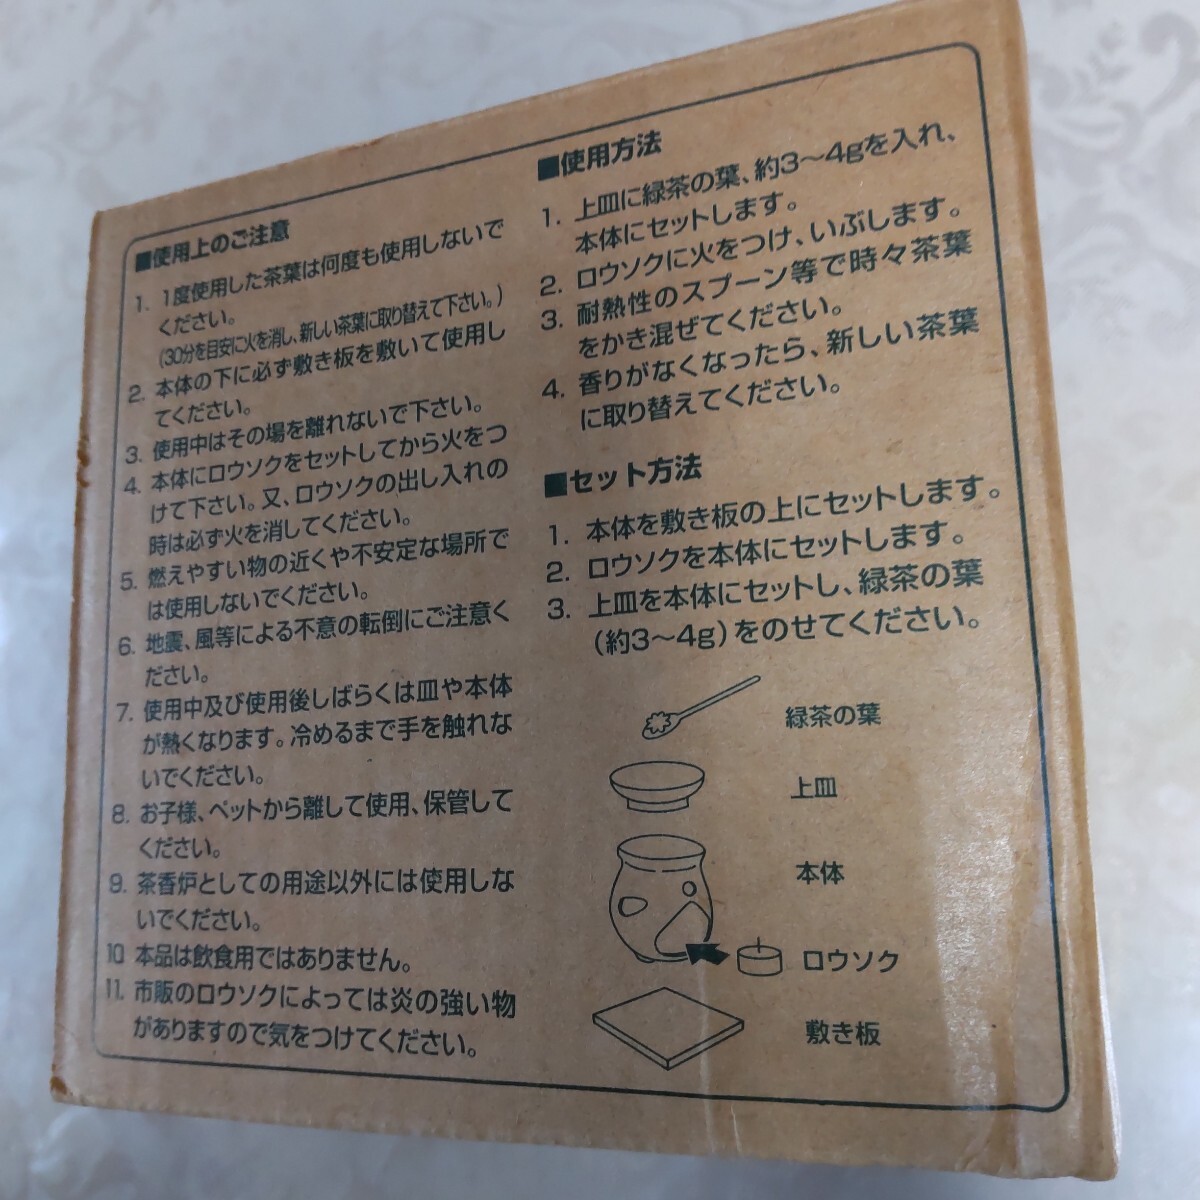 ■使用上のご注意
1. 1度使用した茶葉は何度も使用しないで
ください。
(30分を目安に火を消し、新しい茶葉に取り替えて下さい。)
2. 本体の下に必ず敷き板を敷いて使用し
てください。
3. 使用中はその場を離れないで下さい。
4. 本体にロウソクをセットしてから火をつ
けて下さい。又、ロウソクの出し入れの
時は必ず火を消してください。
5. 燃えやすい物の近くや不安定な場所で
は使用しないでください。
6. 地震、風等による不意の転倒にご注意く
ださい。
7. 使用中及び使用後しばらくは皿や本体
が熱くなります。冷めるまで手を触れな
いでください。
8. お子様、ペットから離して使用、保管して
ください。
9. 茶香炉としての用途以外には使用しな
いでください。
10. 本品は飲食用ではありません。
11. 市販のロウソクによっては炎の強い物
がありますので気をつけてください。
■使用方法
1. 上皿に緑茶の葉、約3〜4gを入れ、
本体にセットします。
2. ロウソクに火をつけ、いぶします。
3. 耐熱性のスプーン等で時々茶葉
をかき混ぜてください。
4. 香りがなくなったら、新しい茶葉
に取り替えてください。
■セット方法
1. 本体を敷き板の上にセットします。
2. ロウソクを本体にセットします。
3. 上皿を本体にセットし、緑茶の葉
(約3〜4g)をのせてください。
緑茶の葉
上皿
本体
ロウソク
敷き板